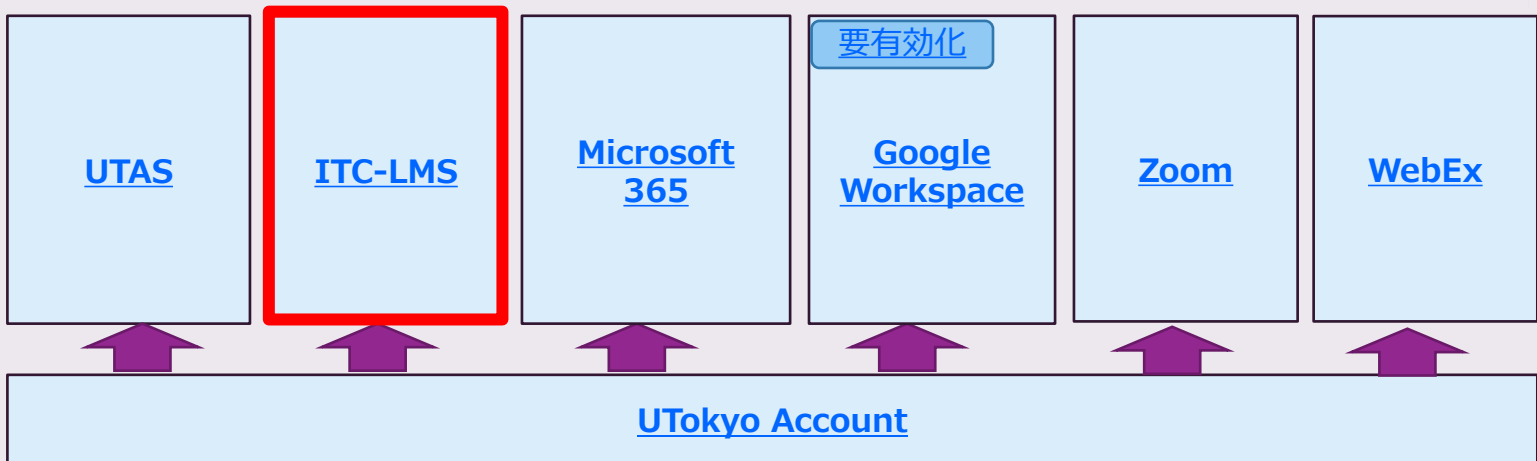 要有効化
UTAS
ITC-LMS
Microsoft
365
Google
Workspace
Zoom
WebEx
UTokyo Account